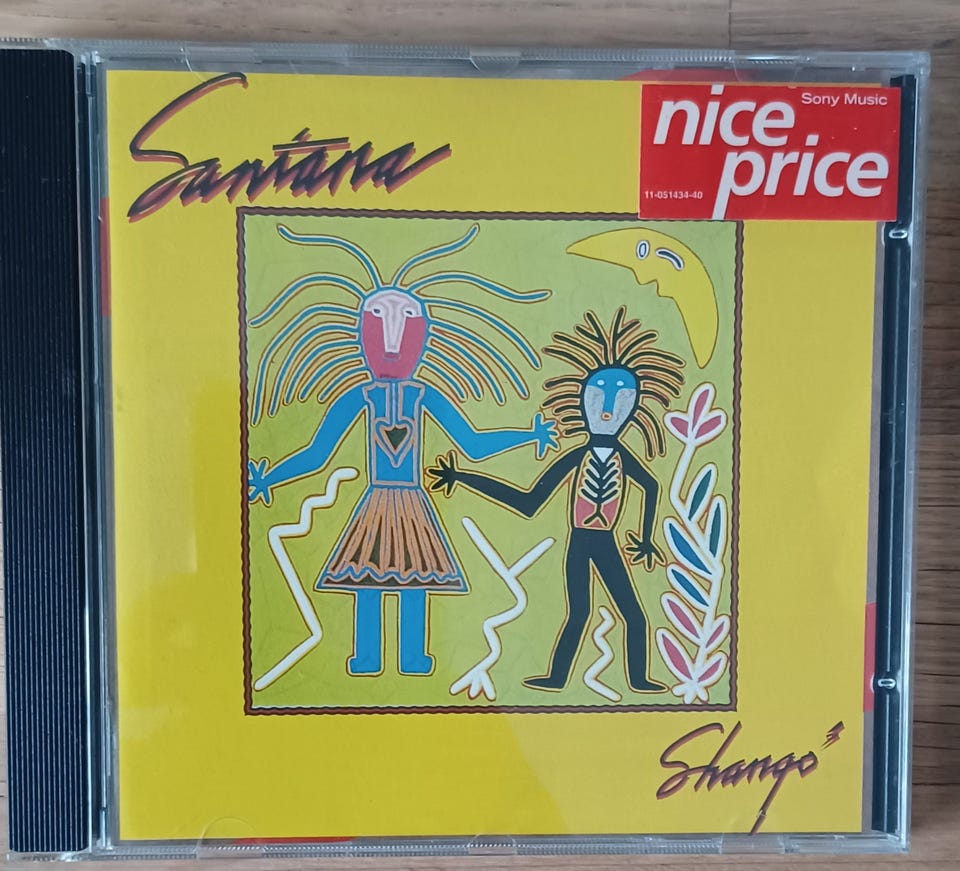 Santana
nice
Sony Music
price
11-051434-40
Shangó